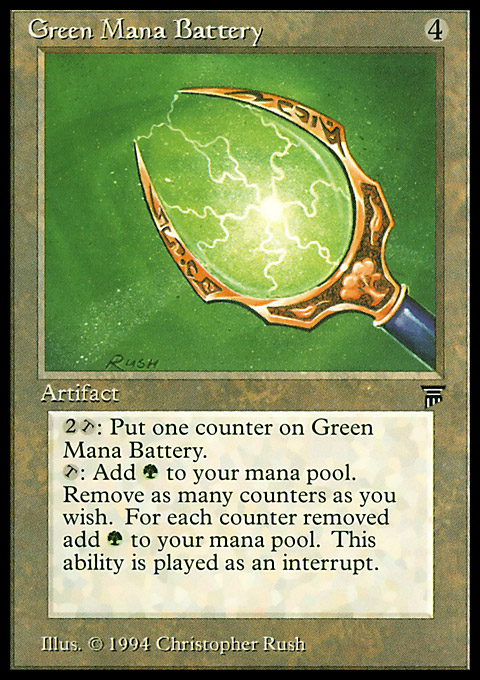 Green Mana Battery 4
RUSH
Artifact
2: Put one counter on Green
Mana Battery.
: Add to your mana pool.
Remove as many counters as you
wish. For each counter removed
add to your mana pool. This
ability is played as an interrupt.
Illus. © 1994 Christopher Rush